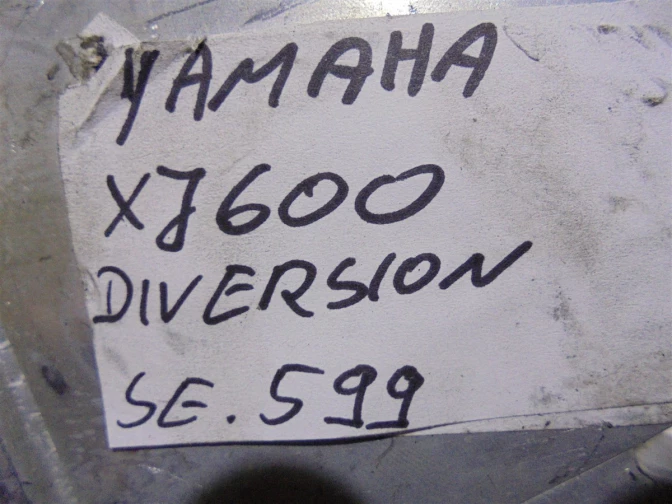 YAMAHA
XJ600
DIVERSION
SE. 599